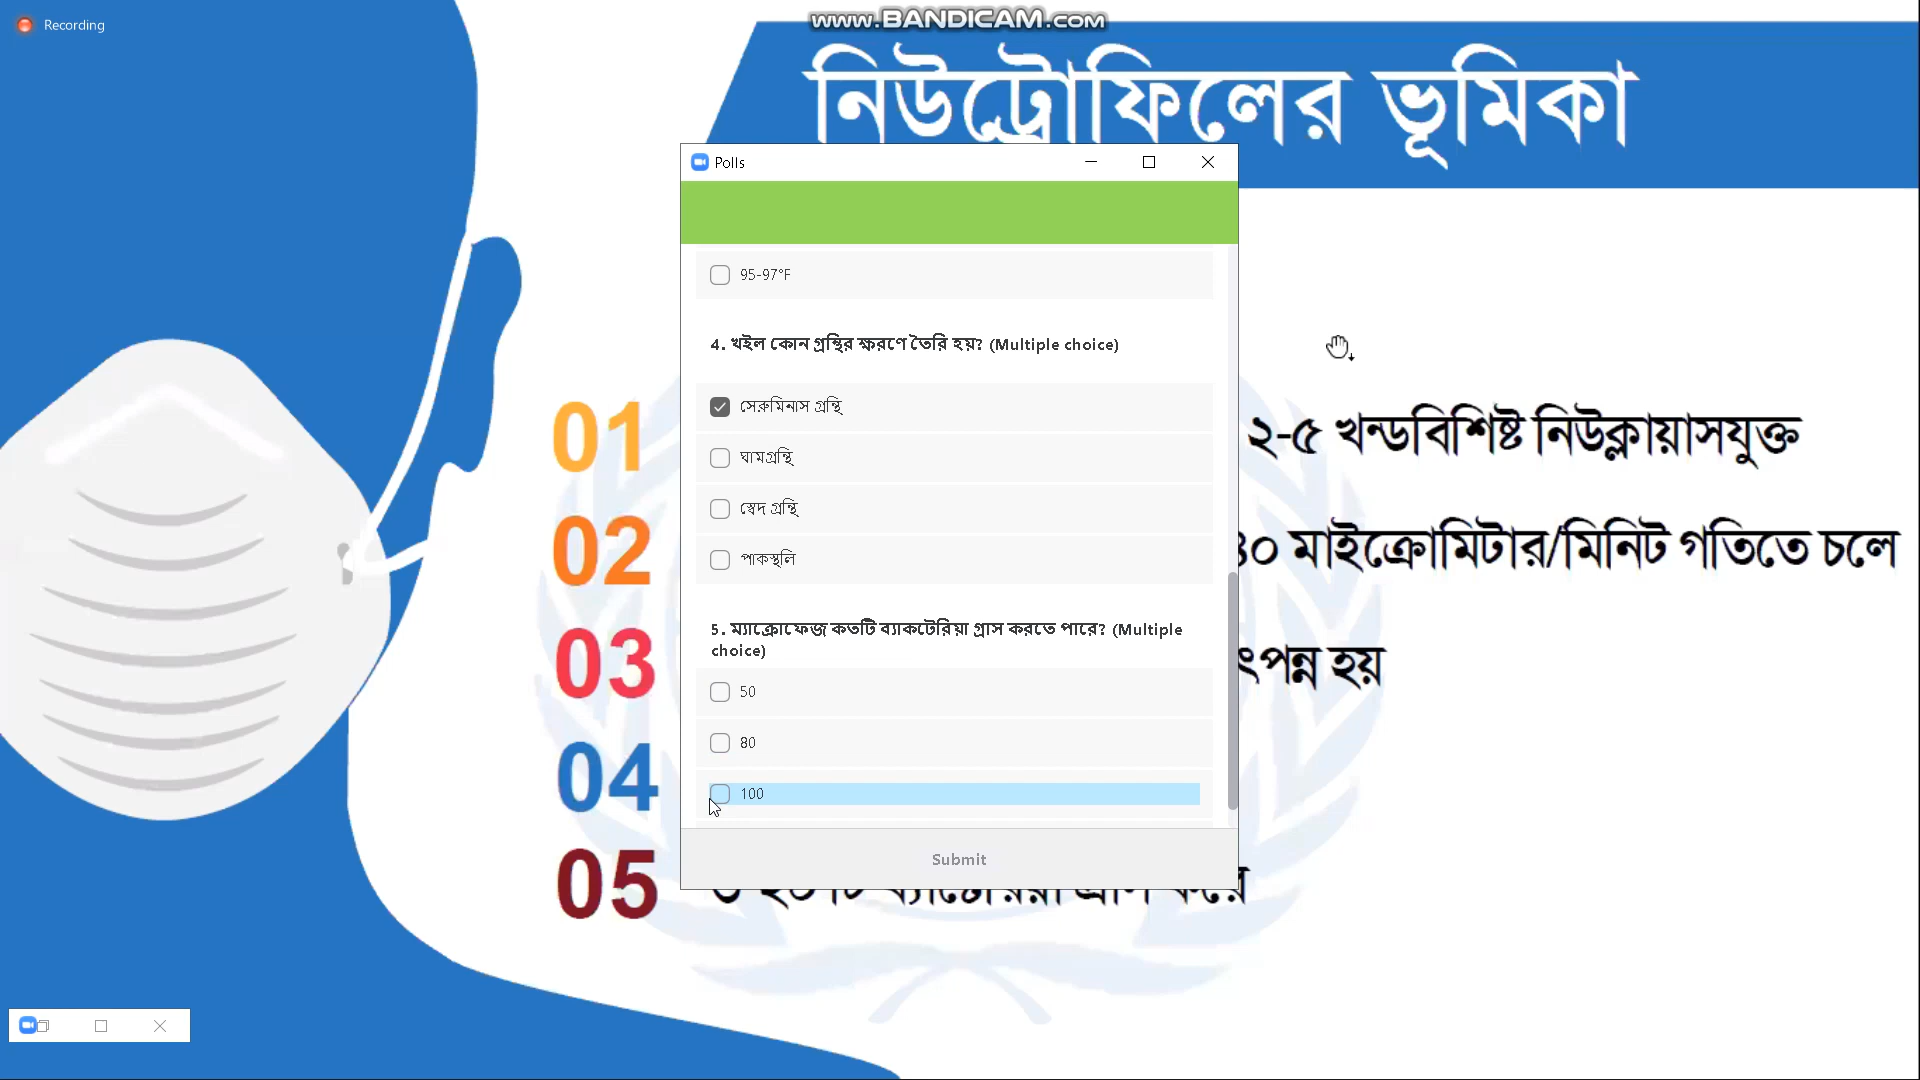 Recording
www.BANDICAM.com
নিউট্রোফিলের ভূমিকা
Polls
95-97°F
4. খইল কোন গ্রন্থির ক্ষরণে তৈরি হয়? (Multiple choice)
সেরুমিনাস গ্রন্থি
ঘামগ্রন্থি
স্বেদ গ্রন্থি
পাকস্থলি
5. ম্যাক্রোফেজ কতটি ব্যাকটেরিয়া গ্রাস করতে পারে? (Multiple
choice)
50
80
100
Submit
01
২-৫ খন্ডবিশিষ্ট নিউক্লায়াসযুক্ত
02
৪০ মাইক্রোমিটার/মিনিট গতিতে চলে
03
হয়
04
05